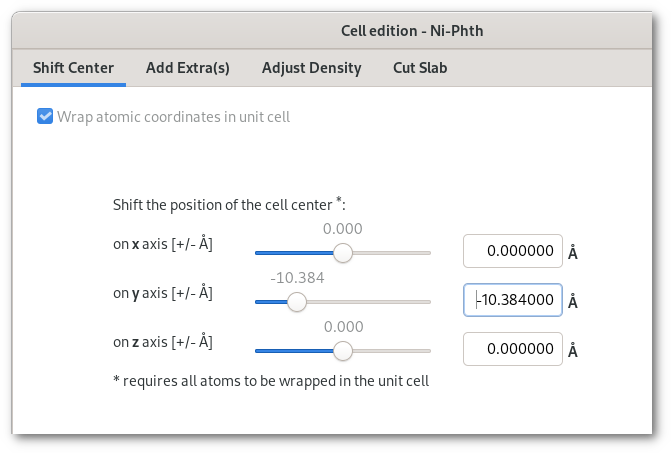 Cell edition - Ni-Phth
Shift Center Add Extra(s) Adjust Density Cut Slab
Wrap atomic coordinates in unit cell
Shift the position of the cell center *:
0.000
on x axis [+/- Å] 0.000000 Å
-10.384
on y axis [+/- Å] -10.384000 Å
0.000
on z axis [+/- Å] 0.000000 Å
* requires all atoms to be wrapped in the unit cell